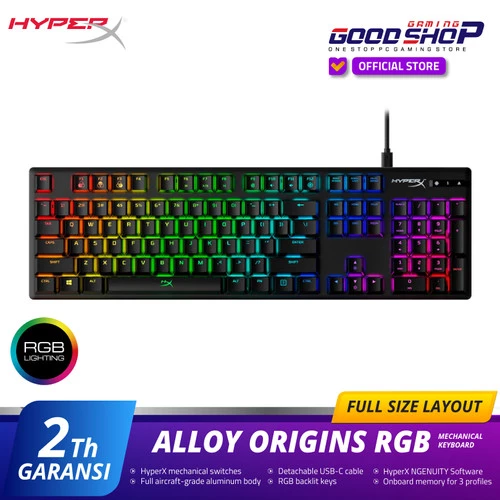 HYPERX
GAMING
GOODSHOP
ONE STOP PC GAMING STORE
OFFICIAL STORE
HYPERX
RGB
LIGHTING
FULL SIZE LAYOUT
2Th
GARANSI
ALLOY ORIGINS RGB
MECHANICAL
KEYBOARD
• HyperX mechanical switches
• Full aircraft-grade aluminum body
• Detachable USB-C cable
• RGB backlit keys
• HyperX NGENUITY Software
• Onboard memory for 3 profiles